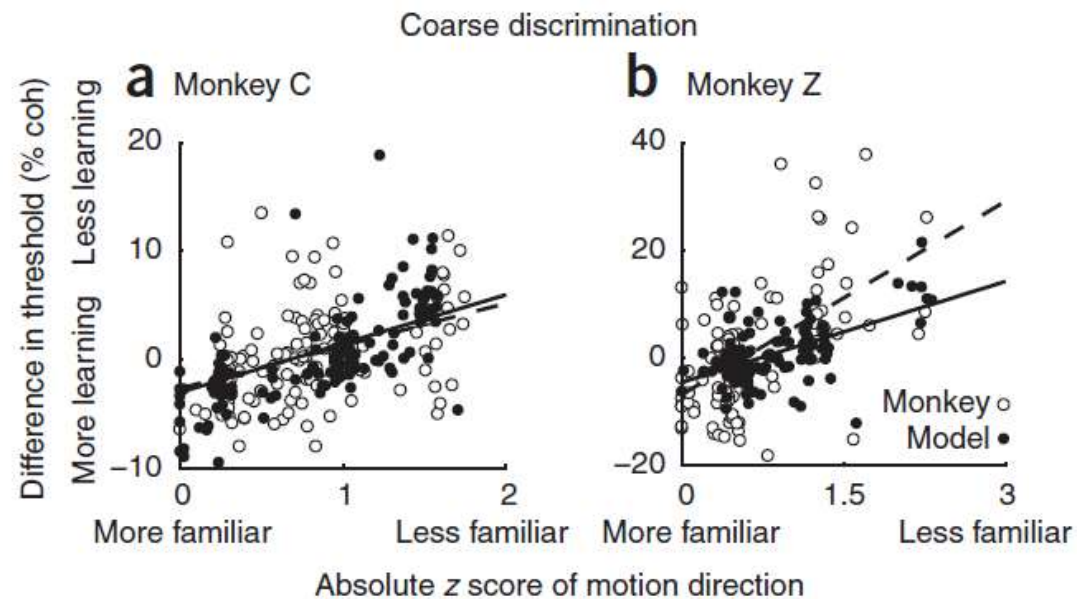 Coarse discrimination
a Monkey C
b Monkey Z
Difference in threshold (% coh)
More learning Less learning
20
10
0
−10
0 1 2
More familiar Less familiar
40
20
0
−20
Monkey
Model
0 1.5 3
More familiar Less familiar
Absolute z score of motion direction